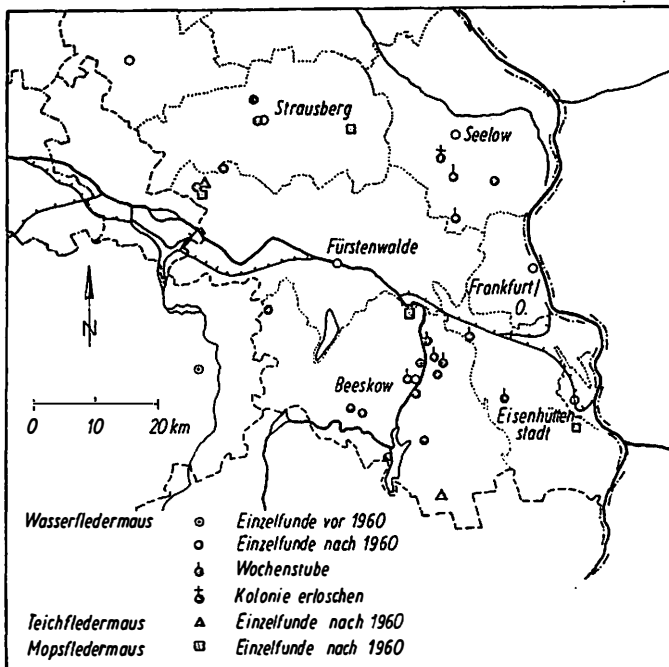 Strausberg
Seelow
Fürstenwalde
Frankfurt/
O.
N
Beeskow
Eisenhütten
stadt
0 10 20 km
Wasserfledermaus Einzelfunde vor 1960
Einzelfunde nach 1960
Wochenstube
Kolonie erloschen
Teichfledermaus Einzelfunde nach 1960
Mopsfledermaus Einzelfunde nach 1960